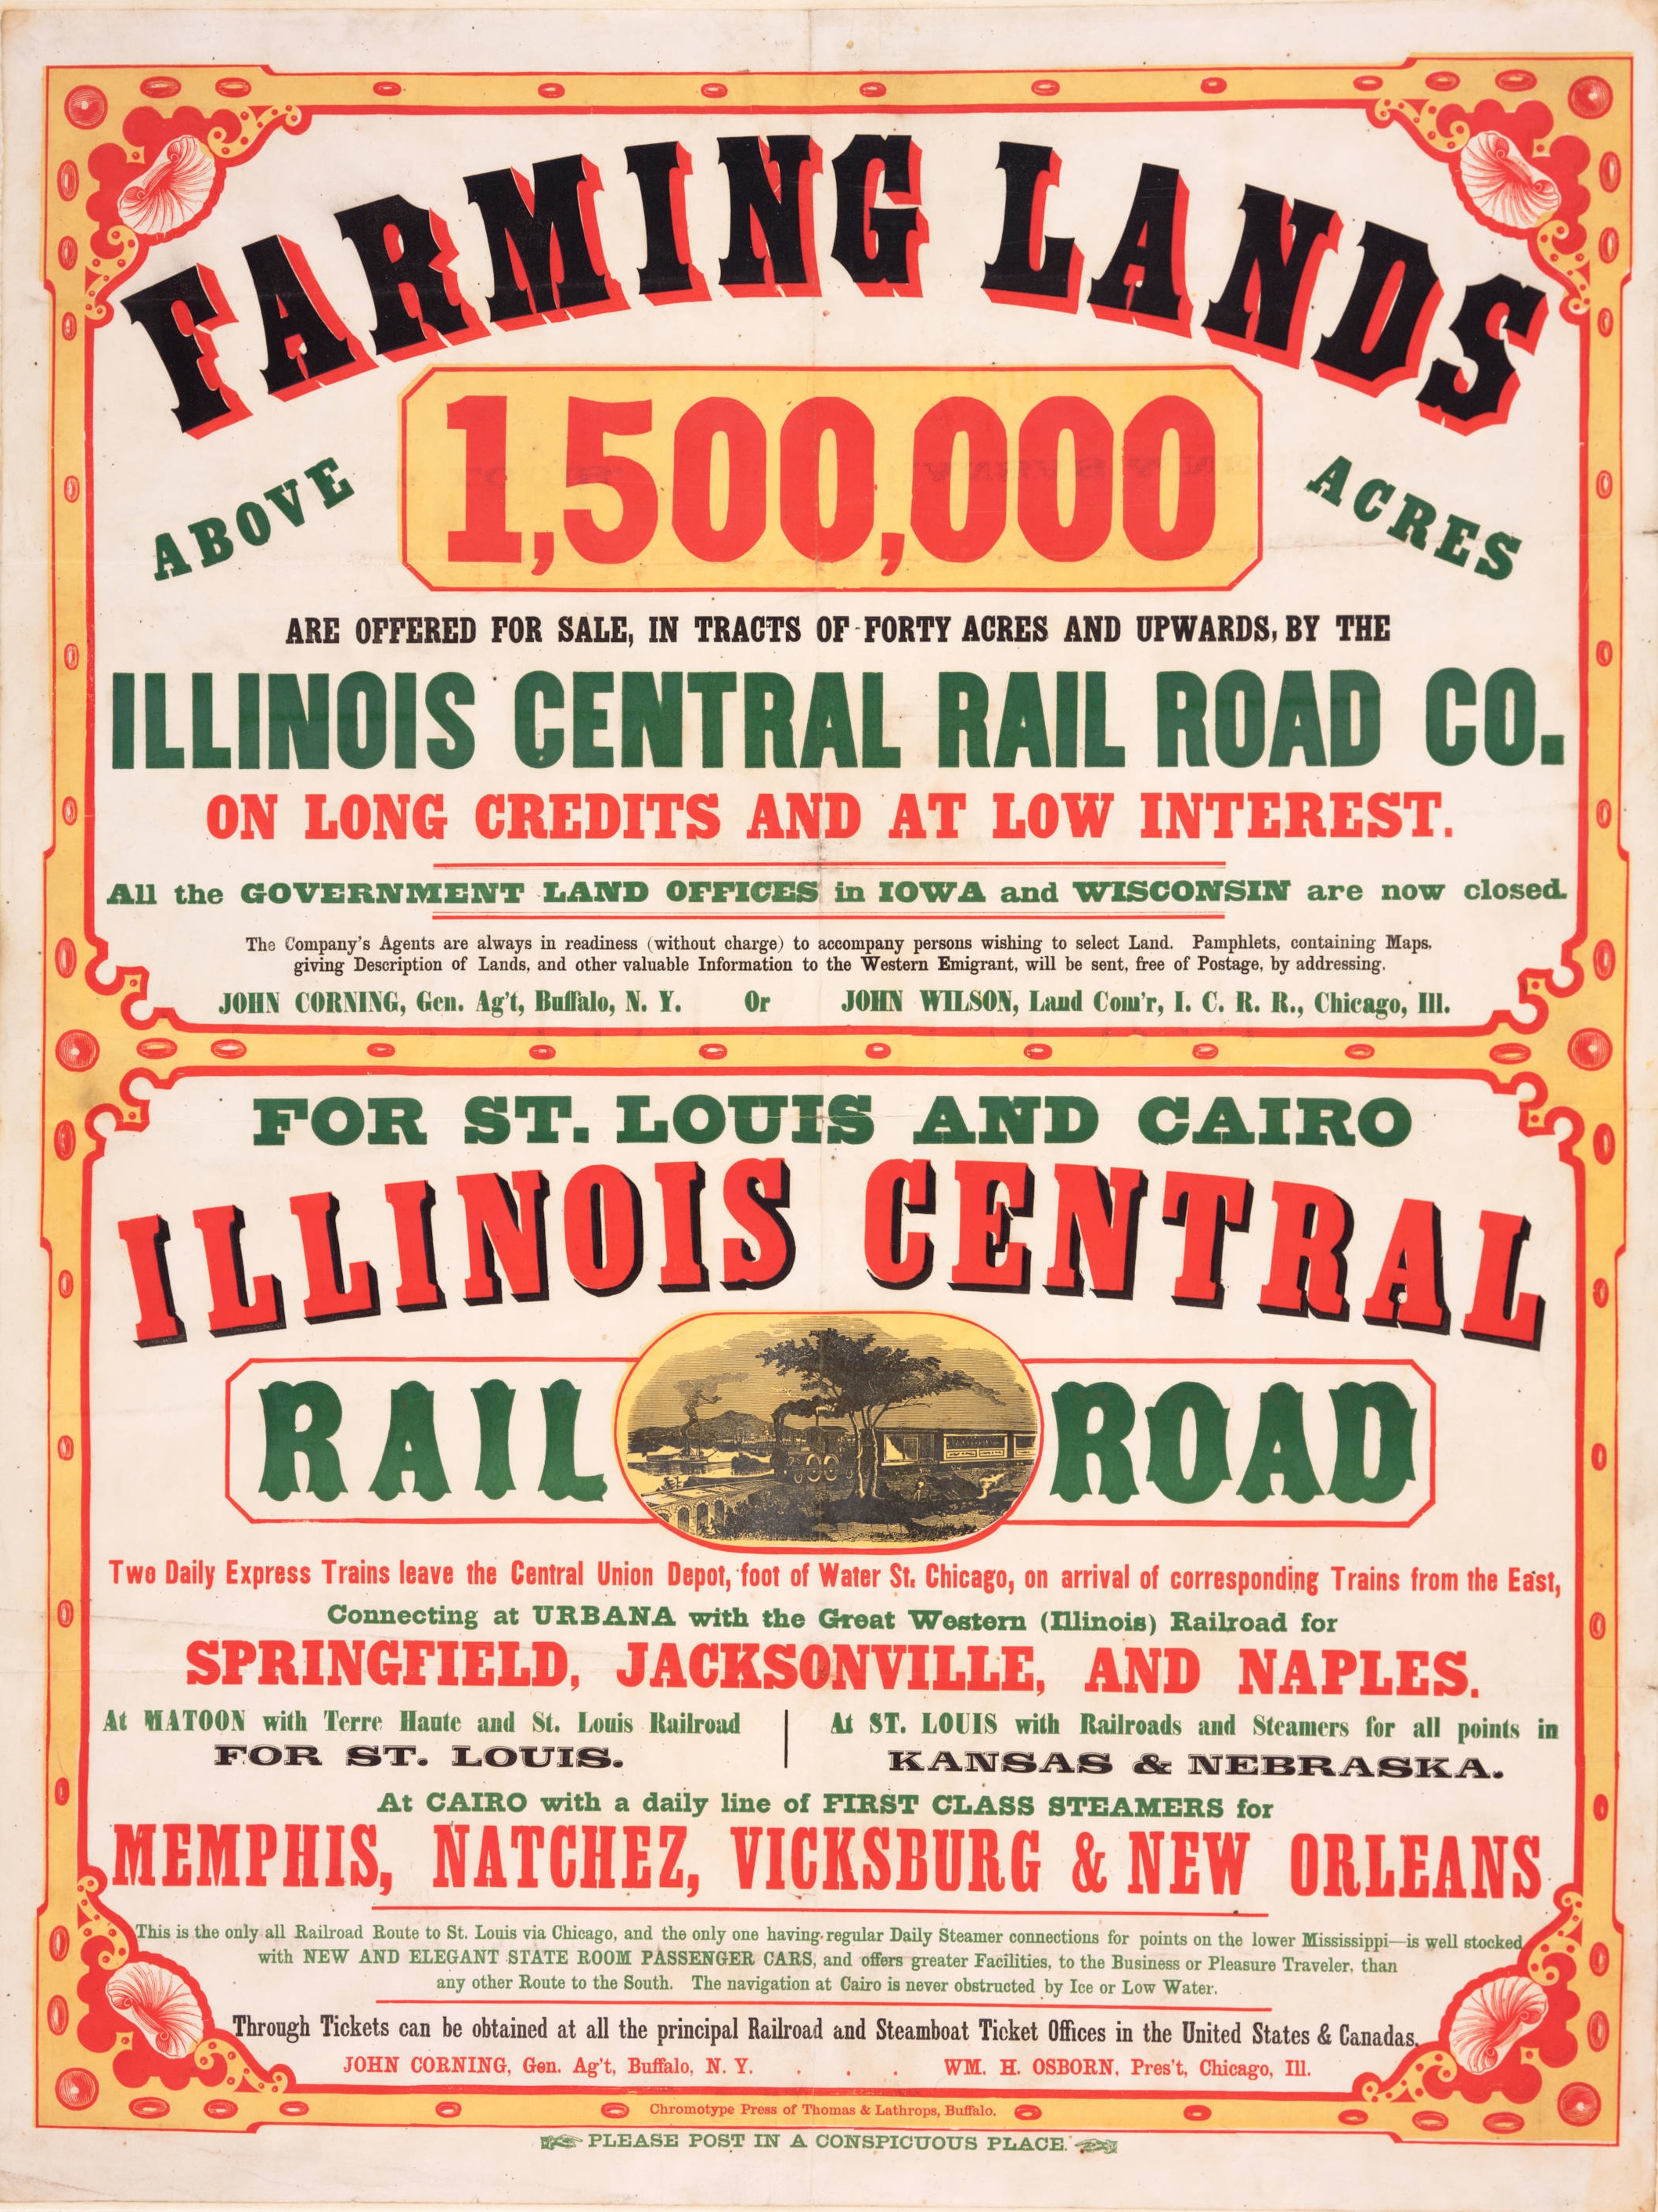 FARMING LANDS
ABOVE 1,500,000 ACRES
ARE OFFERED FOR SALE, IN TRACTS OF FORTY ACRES AND UPWARDS, BY THE
ILLINOIS CENTRAL RAIL ROAD CO.
ON LONG CREDITS AND AT LOW INTEREST.
All the GOVERNMENT LAND OFFICES in IOWA and WISCONSIN are now closed.
The Company's Agents are always in readiness (without charge) to accompany persons wishing to select Land. Pamphlets, containing Maps,
giving Description of Lands, and other valuable Information to the Western Emigrant, will be sent, free of Postage, by addressing.
JOHN CORNING, Gen. Ag't, Buffalo, N. Y. Or JOHN WILSON, Land Com'r, I. C. R. R., Chicago, Ill.
FOR ST. LOUIS AND CAIRO
ILLINOIS CENTRAL
RAIL ROAD
Two Daily Express Trains leave the Central Union Depot, foot of Water St. Chicago, on arrival of corresponding Trains from the East,
Connecting at URBANA with the Great Western (Illinois) Railroad for
SPRINGFIELD, JACKSONVILLE, AND NAPLES.
At MATOON with Terre Haute and St. Louis Railroad
FOR ST. LOUIS.
At ST. LOUIS with Railroads and Steamers for all points in
KANSAS & NEBRASKA.
At CAIRO with a daily line of FIRST CLASS STEAMERS for
MEMPHIS, NATCHEZ, VICKSBURG & NEW ORLEANS
This is the only all Railroad Route to St. Louis via Chicago, and the only one having regular Daily Steamer connections for points on the lower Mississippi—is well stocked
with NEW AND ELEGANT STATE ROOM PASSENGER CARS, and offers greater Facilities, to the Business or Pleasure Traveler, than
any other Route to the South. The navigation at Cairo is never obstructed by Ice or Low Water.
Through Tickets can be obtained at all the principal Railroad and Steamboat Ticket Offices in the United States & Canadas.
JOHN CORNING, Gen. Ag't, Buffalo, N. Y. . . . WM. H. OSBORN, Pres't, Chicago, Ill.
Chromotype Press of Thomas & Lathrops, Buffalo.
PLEASE POST IN A CONSPICUOUS PLACE.